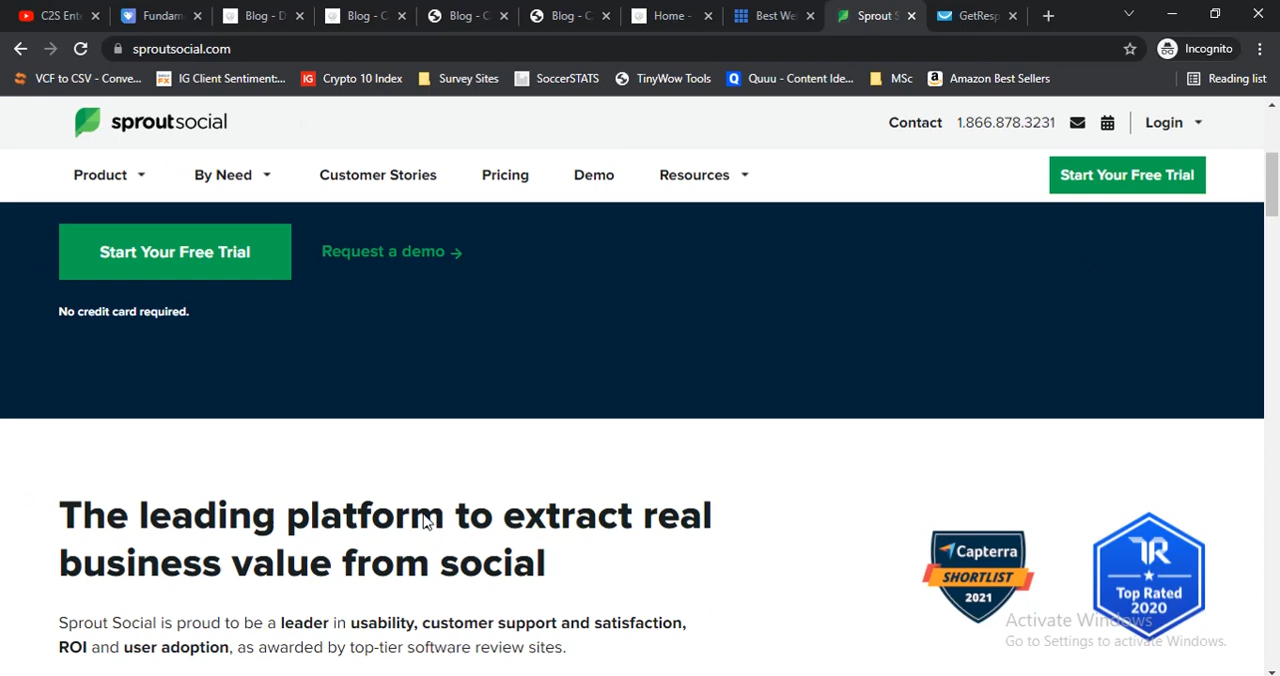 C2S Ent
Fundam
Blog - D
Blog - C
Blog - C
Blog - C
Home -
Best We
Sprout S
GetResp
sproutsocial.com
Incognito
VCF to CSV - Conve...
IG Client Sentiment...
IG
Crypto 10 Index
Survey Sites
SoccerSTATS
TinyWow Tools
Quuu - Content Ide...
MSc
Amazon Best Sellers
Reading list
sproutsocial
Contact 1.866.878.3231
Login
Product
By Need
Customer Stories
Pricing
Demo
Resources
Start Your Free Trial
Start Your Free Trial
Request a demo →
No credit card required.
The leading platform to extract real
business value from social
Capterra
SHORTLIST
2021
TR
Top Rated
2020
Sprout Social is proud to be a leader in usability, customer support and satisfaction,
ROI and user adoption, as awarded by top-tier software review sites.
Activate Windows
Go to Settings to activate Windows.